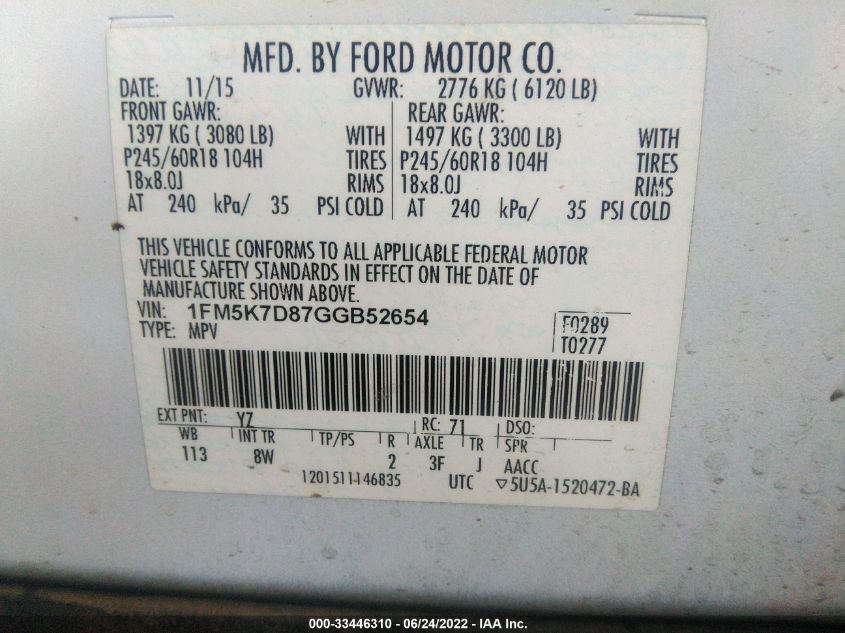 MFD. BY FORD MOTOR CO.
DATE: 11/15 GVWR: 2776 KG ( 6120 LB)
FRONT GAWR: REAR GAWR:
1397 KG ( 3080 LB) WITH 1497 KG ( 3300 LB) WITH
P245/60R18 104H TIRES P245/60R18 104H TIRES
18x8.0J RIMS 18x8.0J RIMS
AT 240 kPa/ 35 PSI COLD AT 240 kPa/ 35 PSI COLD
THIS VEHICLE CONFORMS TO ALL APPLICABLE FEDERAL MOTOR
VEHICLE SAFETY STANDARDS IN EFFECT ON THE DATE OF
MANUFACTURE SHOWN ABOVE.
VIN: 1FM5K7D87GGB52654 F0289
TYPE: MPV T0277
EXT PNT: YZ RC: 71 DSO:
WB INT TR TP/PS R AXLE TR SPR
113 8W 2 3F J AACC
1201511146835 UTC ▽5U5A-1520472-BA
000-33446310 - 06/24/2022 - IAA Inc.